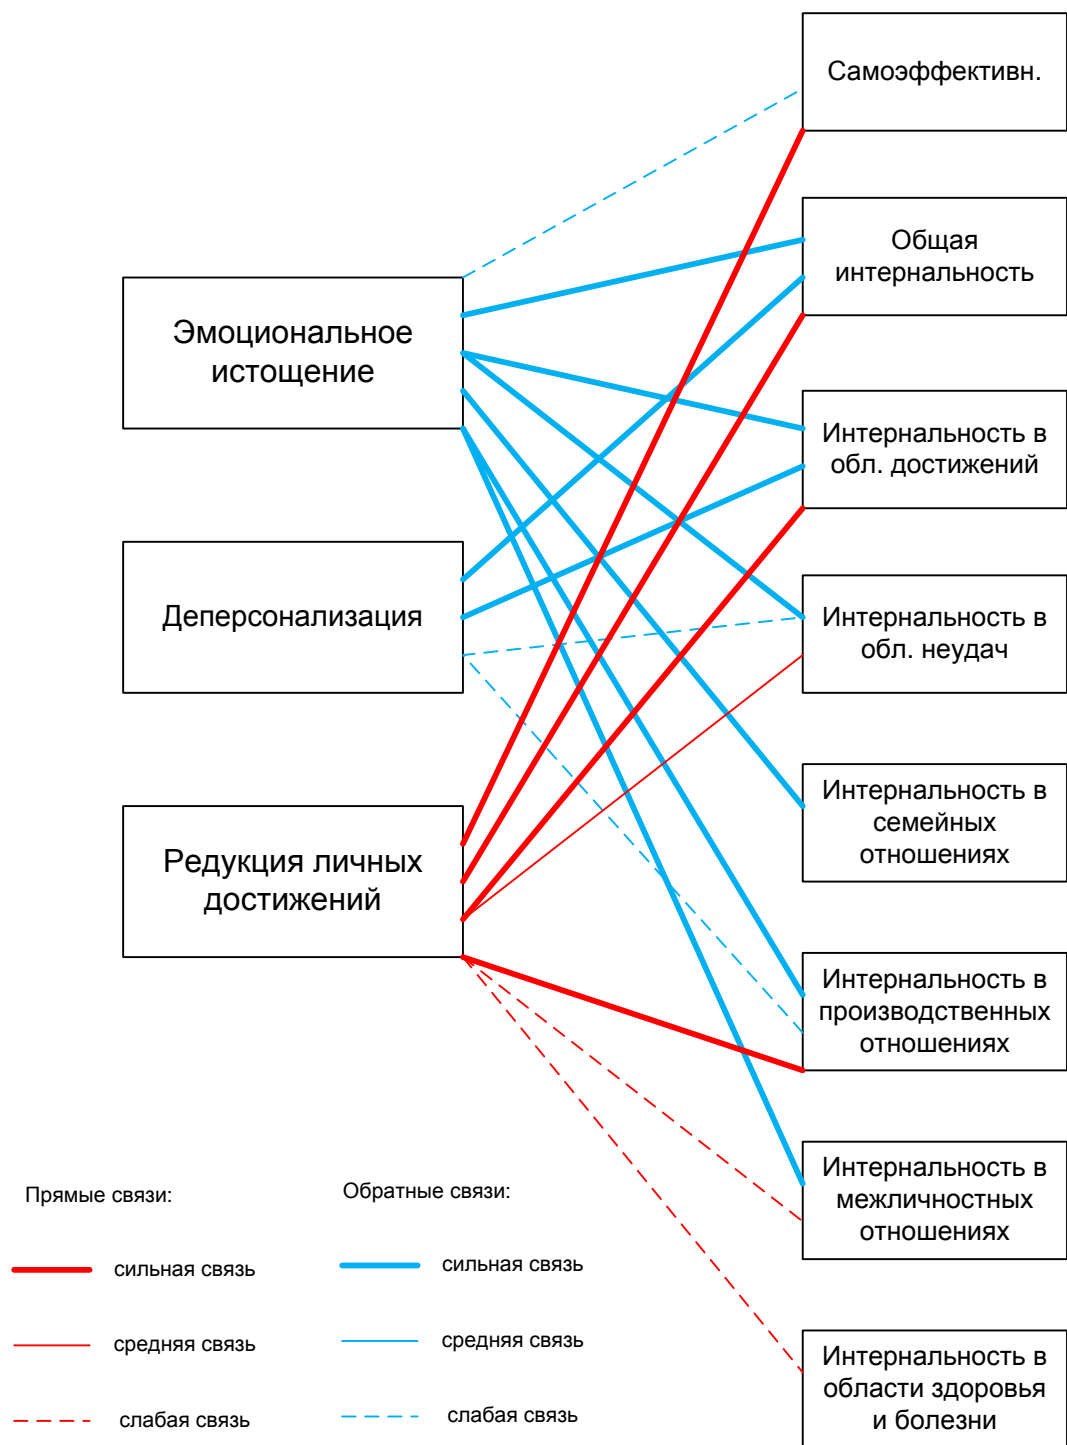 Самоэффективн.
Общая
интернальность
Эмоциональное
истощение
Интернальность в
обл. достижений
Деперсонализация
Интернальность в
обл. неудач
Интернальность в
семейных
отношениях
Редукция личных
достижений
Интернальность в
производственных
отношениях
Интернальность в
межличностных
отношениях
Интернальность в
области здоровья
и болезни
Прямые связи:
сильная связь
средняя связь
слабая связь
Обратные связи:
сильная связь
средняя связь
слабая связь